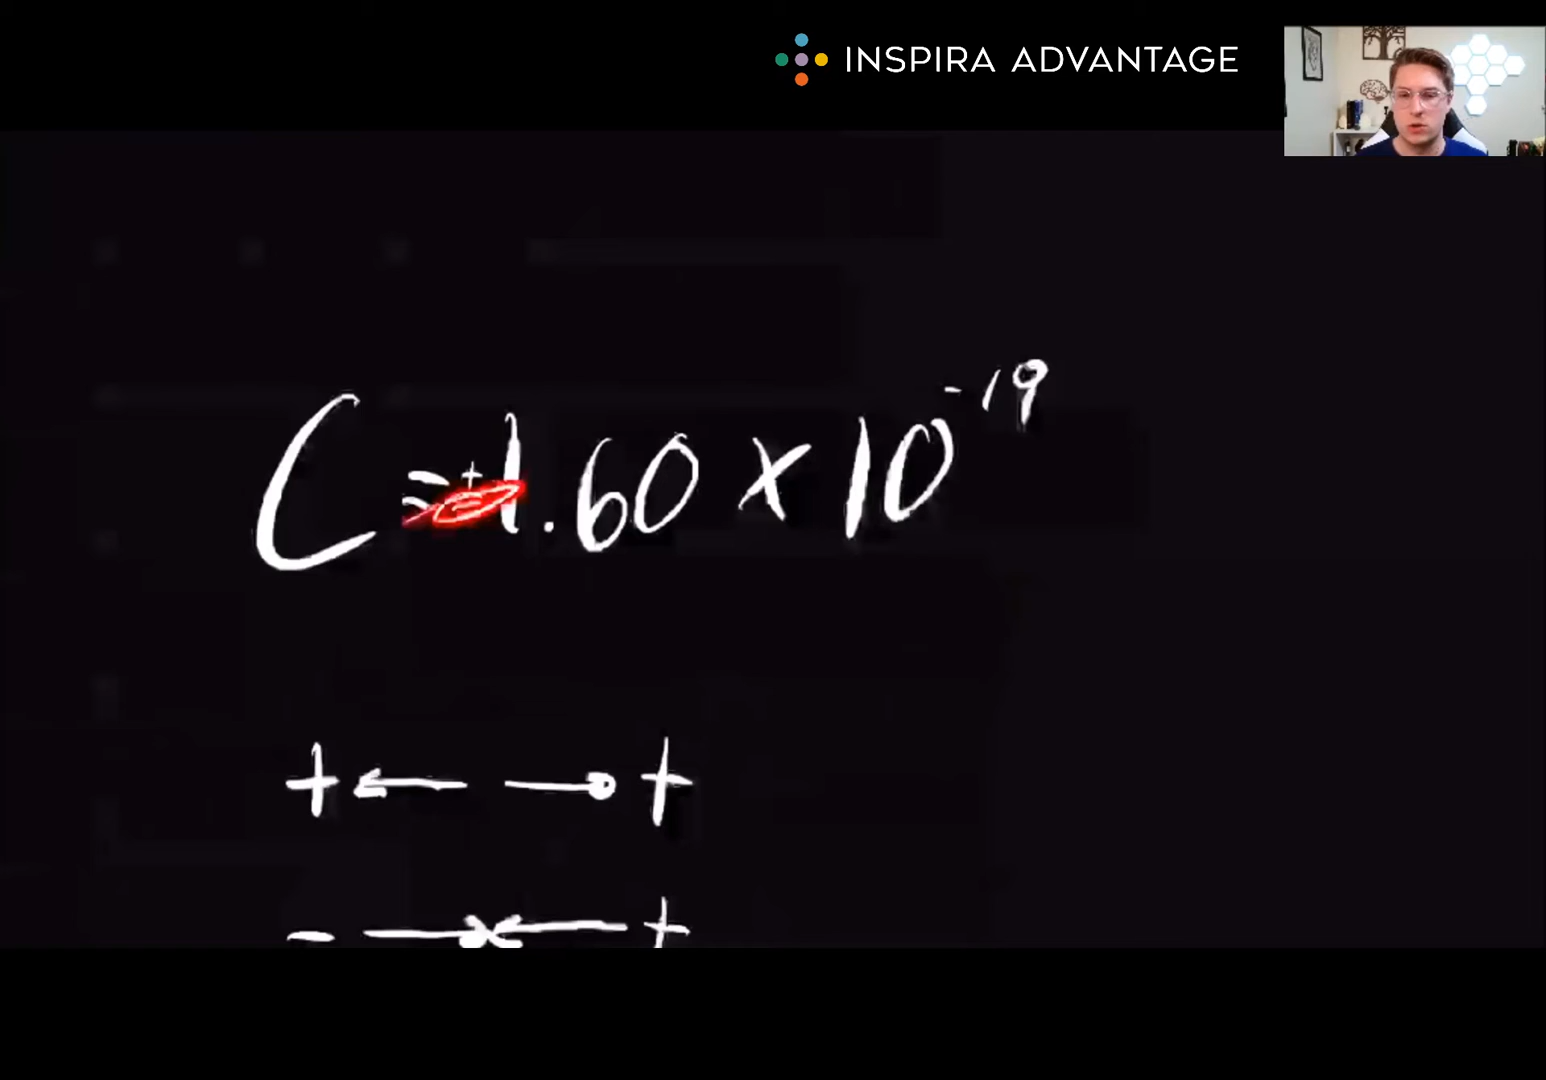 INSPIRA ADVANTAGE
C = ±1.60 × 10⁻¹⁹
+ ← → +
- → ← +